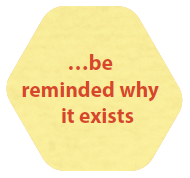 …be
reminded why
it exists